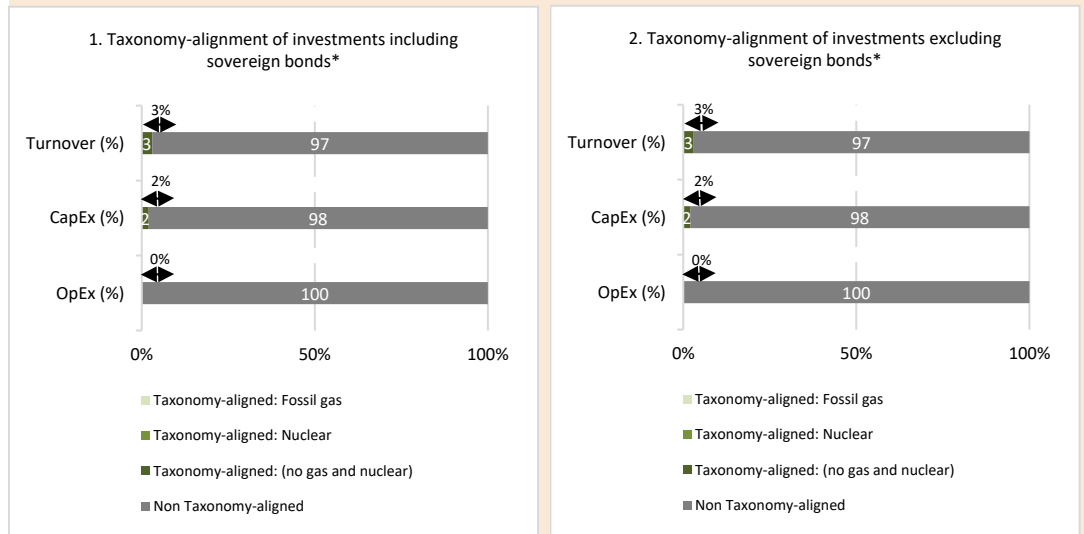 1. Taxonomy-alignment of investments including
sovereign bonds*
3%
Turnover (%)
3
97
2%
CapEx (%)
2
98
0%
OpEx (%)
100
0%
50%
100%
Taxonomy-aligned: Fossil gas
Taxonomy-aligned: Nuclear
Taxonomy-aligned: (no gas and nuclear)
Non Taxonomy-aligned
2. Taxonomy-alignment of investments excluding
sovereign bonds*
3%
Turnover (%)
3
97
2%
CapEx (%)
2
98
0%
OpEx (%)
100
0%
50%
100%
Taxonomy-aligned: Fossil gas
Taxonomy-aligned: Nuclear
Taxonomy-aligned: (no gas and nuclear)
Non Taxonomy-aligned